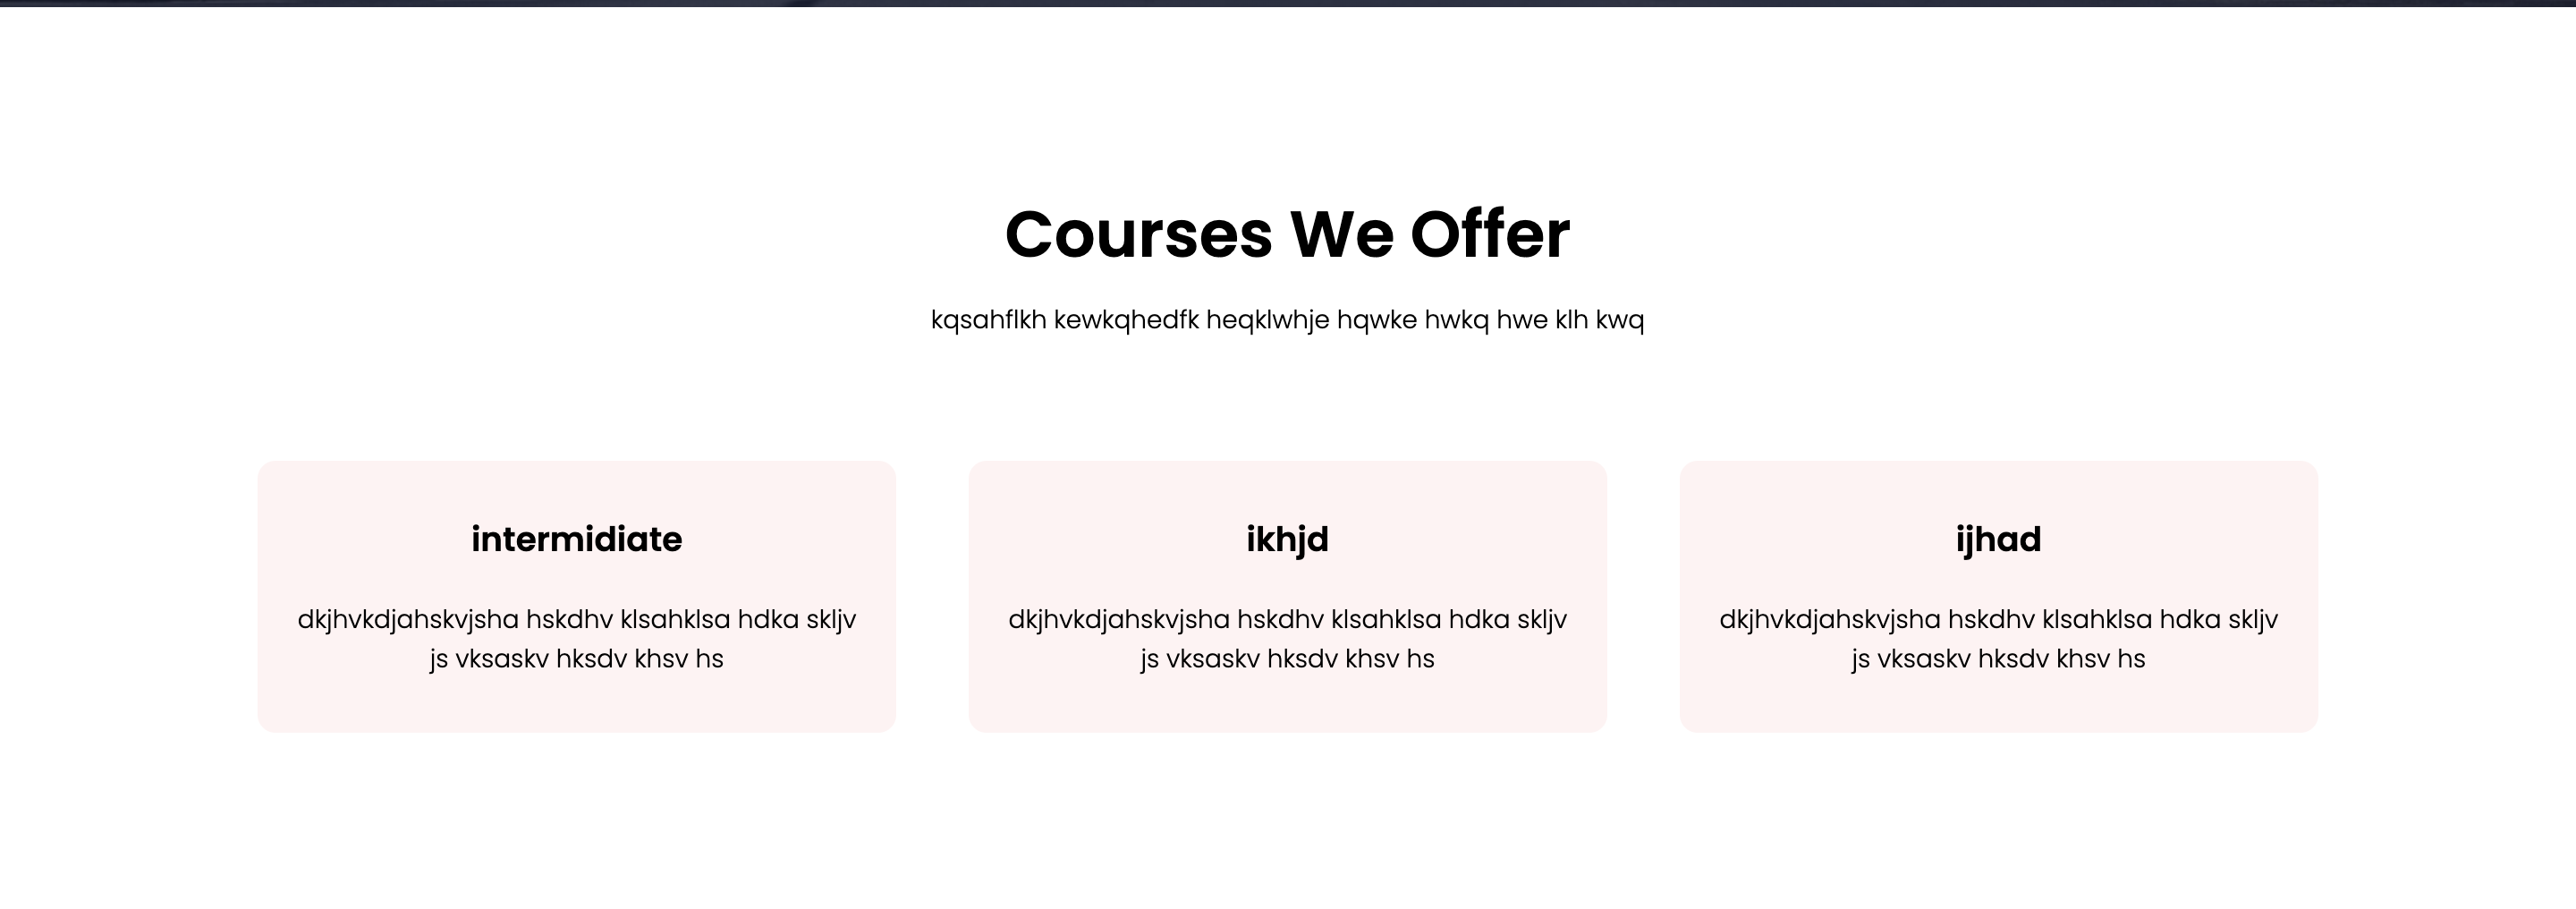 Courses We Offer
kqsahflkh kewkqhedfk heqklwhje hqwke hwkq hwe klh kwq
intermidiate
dkjhvkdjahskvjsha hskdhv klsahklsa hdka skljv
js vksaskv hksdv khsv hs
ikhjd
dkjhvkdjahskvjsha hskdhv klsahklsa hdka skljv
js vksaskv hksdv khsv hs
ijhad
dkjhvkdjahskvjsha hskdhv klsahklsa hdka skljv
js vksaskv hksdv khsv hs